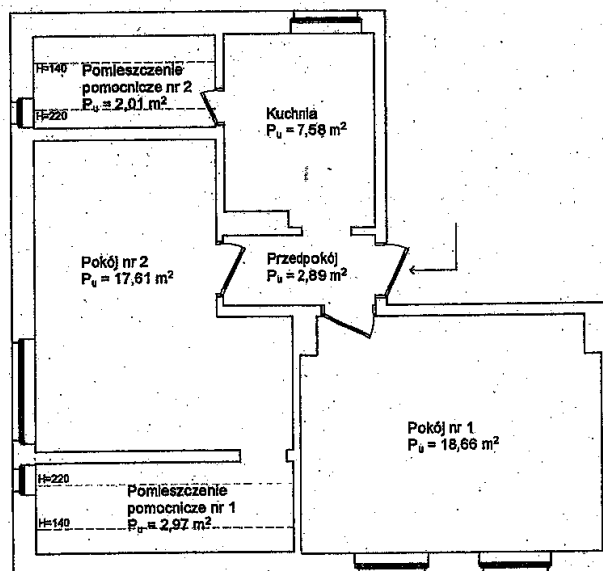 H=140
Pomieszczenie
pomocnicze nr 2
Pᵤ = 2,01 m²
H=220
Kuchnia
Pᵤ = 7,58 m²
Pokój nr 2
Pᵤ = 17,61 m²
Przedpokój
Pᵤ = 2,89 m²
Pokój nr 1
Pᵤ = 18,66 m²
H=220
Pomieszczenie
pomocnicze nr 1
Pᵤ = 2,97 m²
H=140